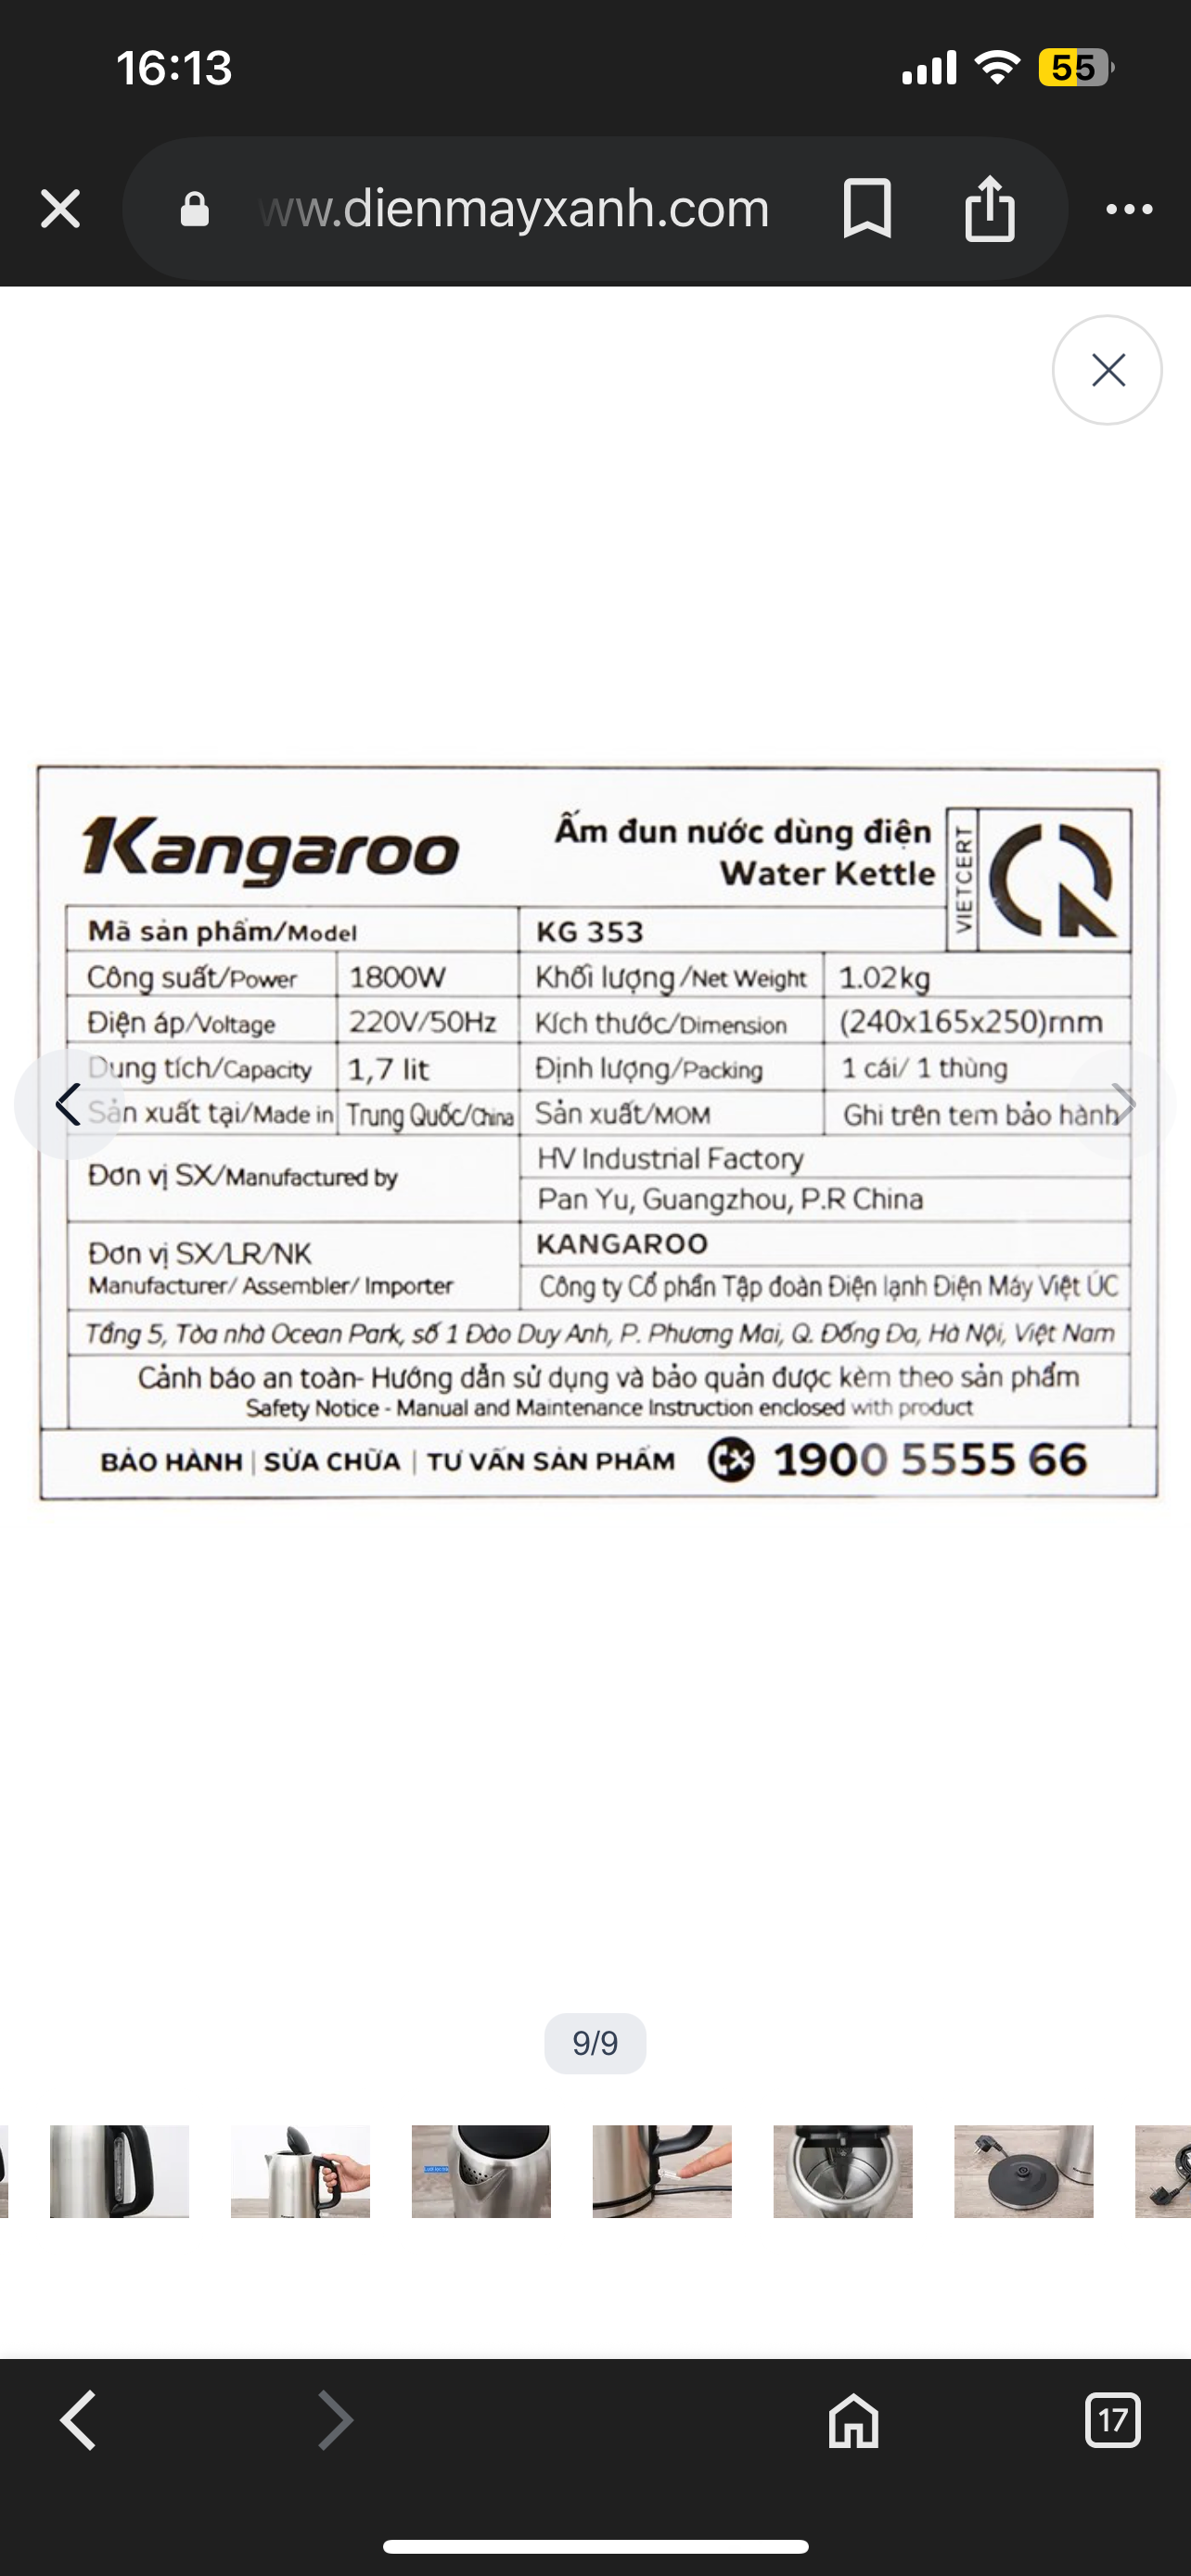 16:13
55
ww.dienmayxanh.com
Kangaroo
Ấm đun nước dùng điện
Water Kettle
VIETCERT
Mã sản phẩm/Model KG 353
Công suất/Power 1800W Khối lượng/Net Weight 1.02kg
Điện áp/Voltage 220V/50Hz Kích thước/Dimension (240x165x250)mm
Dung tích/Capacity 1,7 lit Định lượng/Packing 1 cái/ 1 thùng
Sản xuất tại/Made in Trung Quốc/China Sản xuất/MOM Ghi trên tem bảo hành
Đơn vị SX/Manufactured by
HV Industrial Factory
Pan Yu, Guangzhou, P.R China
Đơn vị SX/LR/NK
Manufacturer/ Assembler/ Importer
KANGAROO
Công ty Cổ phần Tập đoàn Điện lạnh Điện Máy Việt ÚC
Tầng 5, Tòa nhà Ocean Park, số 1 Đào Duy Anh, P. Phương Mai, Q. Đống Đa, Hà Nội, Việt Nam
Cảnh báo an toàn- Hướng dẫn sử dụng và bảo quản được kèm theo sản phẩm
Safety Notice - Manual and Maintenance Instruction enclosed with product
BẢO HÀNH | SỬA CHỮA | TƯ VẤN SẢN PHẨM 1900 5555 66
9/9
17